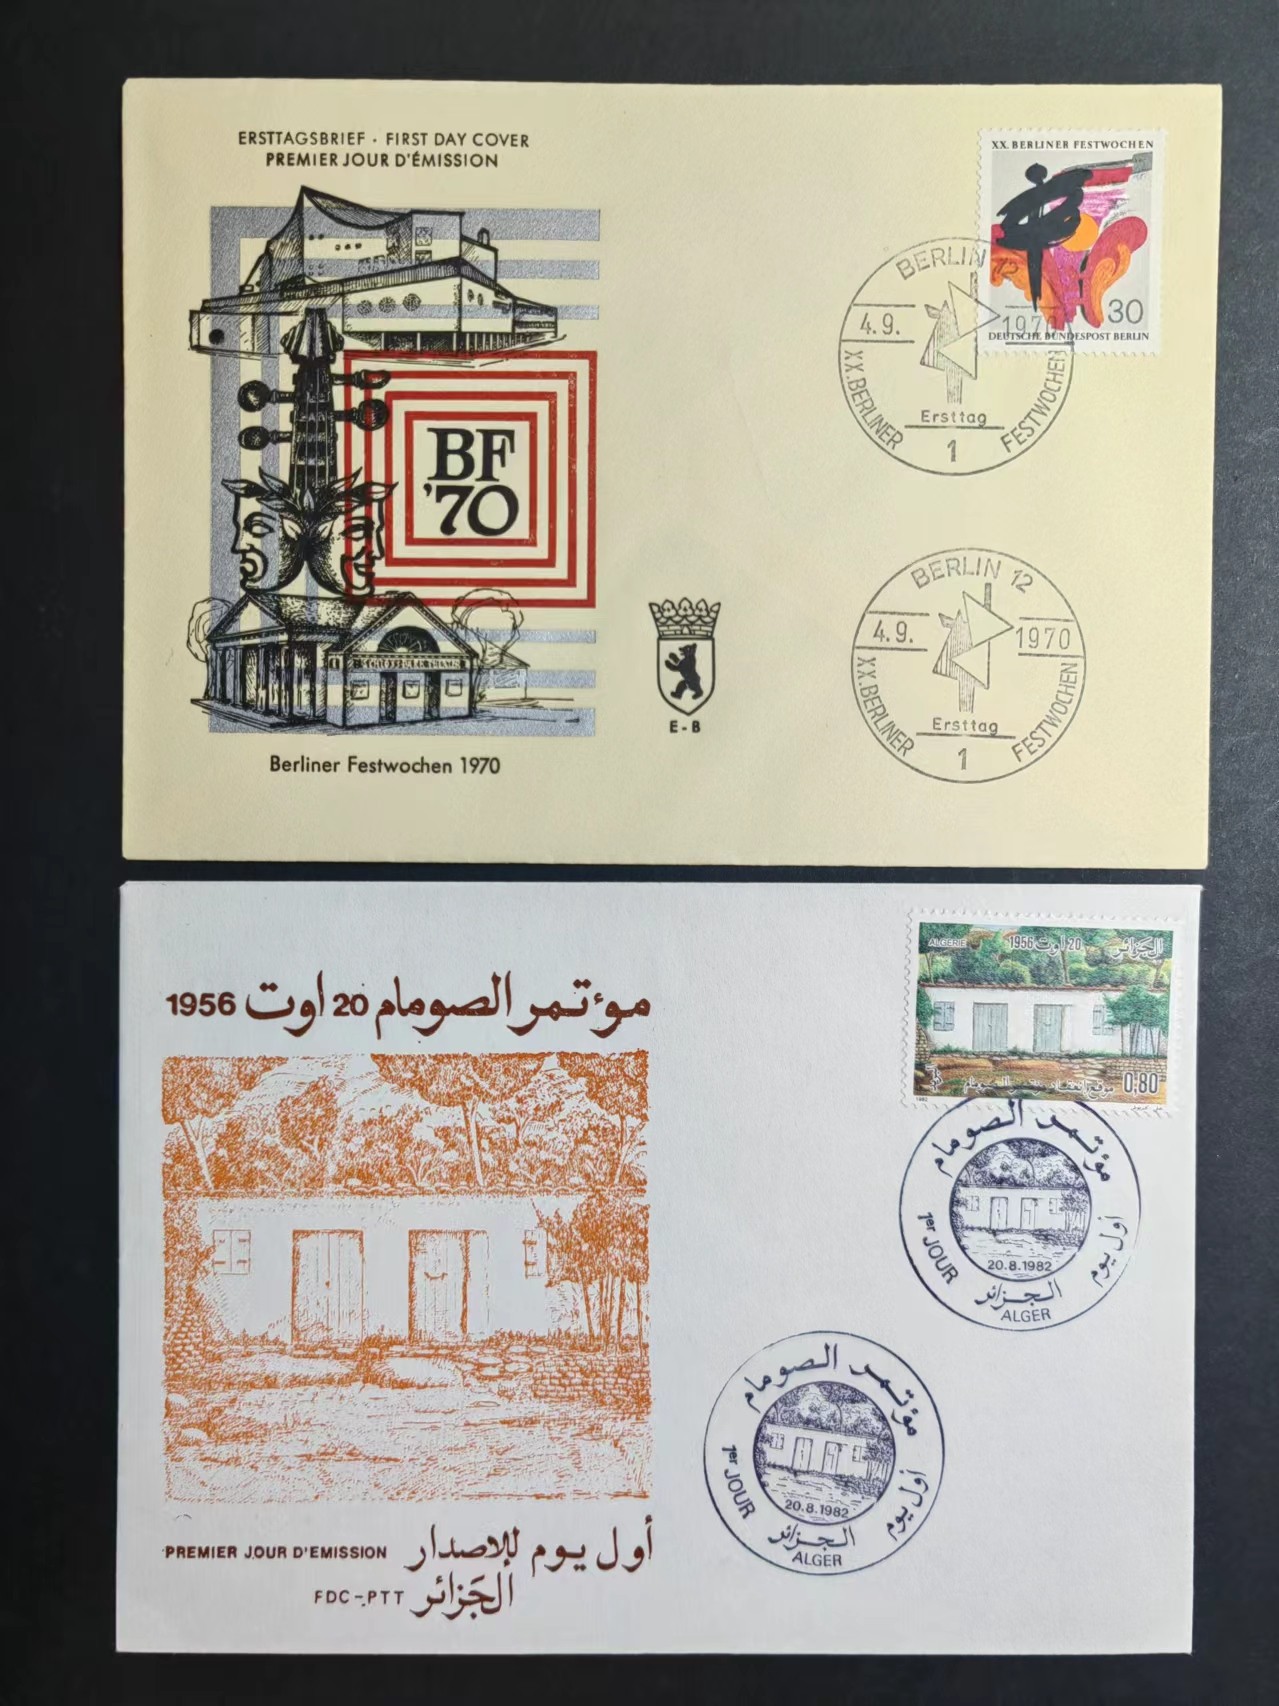 ERSTTAGSBRIEF · FIRST DAY COVER
PREMIER JOUR D'ÉMISSION
XX. BERLINER FESTWOCHEN
30
DEUTSCHE BUNDESPOST BERLIN
BERLIN 12
4.9.
1970
Ersttag
1
XX.BERLINER FESTWOCHEN
BF
'70
BERLIN 12
4.9.
1970
Ersttag
1
XX.BERLINER FESTWOCHEN
E-B
Berliner Festwochen 1970
مؤتمر الصومام 20 اوت 1956
ALGERIE
20 اوت 1956
الجزائر
0,80
1982
مؤتمر الصومام
1er JOUR
أول يوم
20.8.1982
الجزائر
ALGER
مؤتمر الصومام
1er JOUR
أول يوم
20.8.1982
الجزائر
ALGER
PREMIER JOUR D'EMISSION أول يوم للاصدار
FDC-PTT الجَزائر